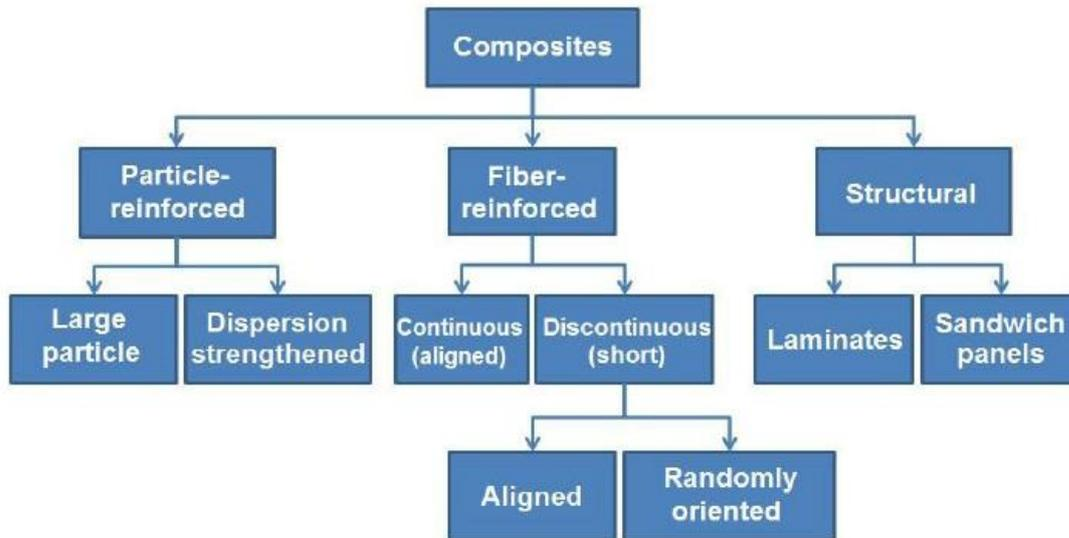 Composites
Particle-
reinforced
Fiber-
reinforced
Structural
Large
particle
Dispersion
strengthened
Continuous
(aligned)
Discontinuous
(short)
Laminates
Sandwich
panels
Aligned
Randomly
oriented